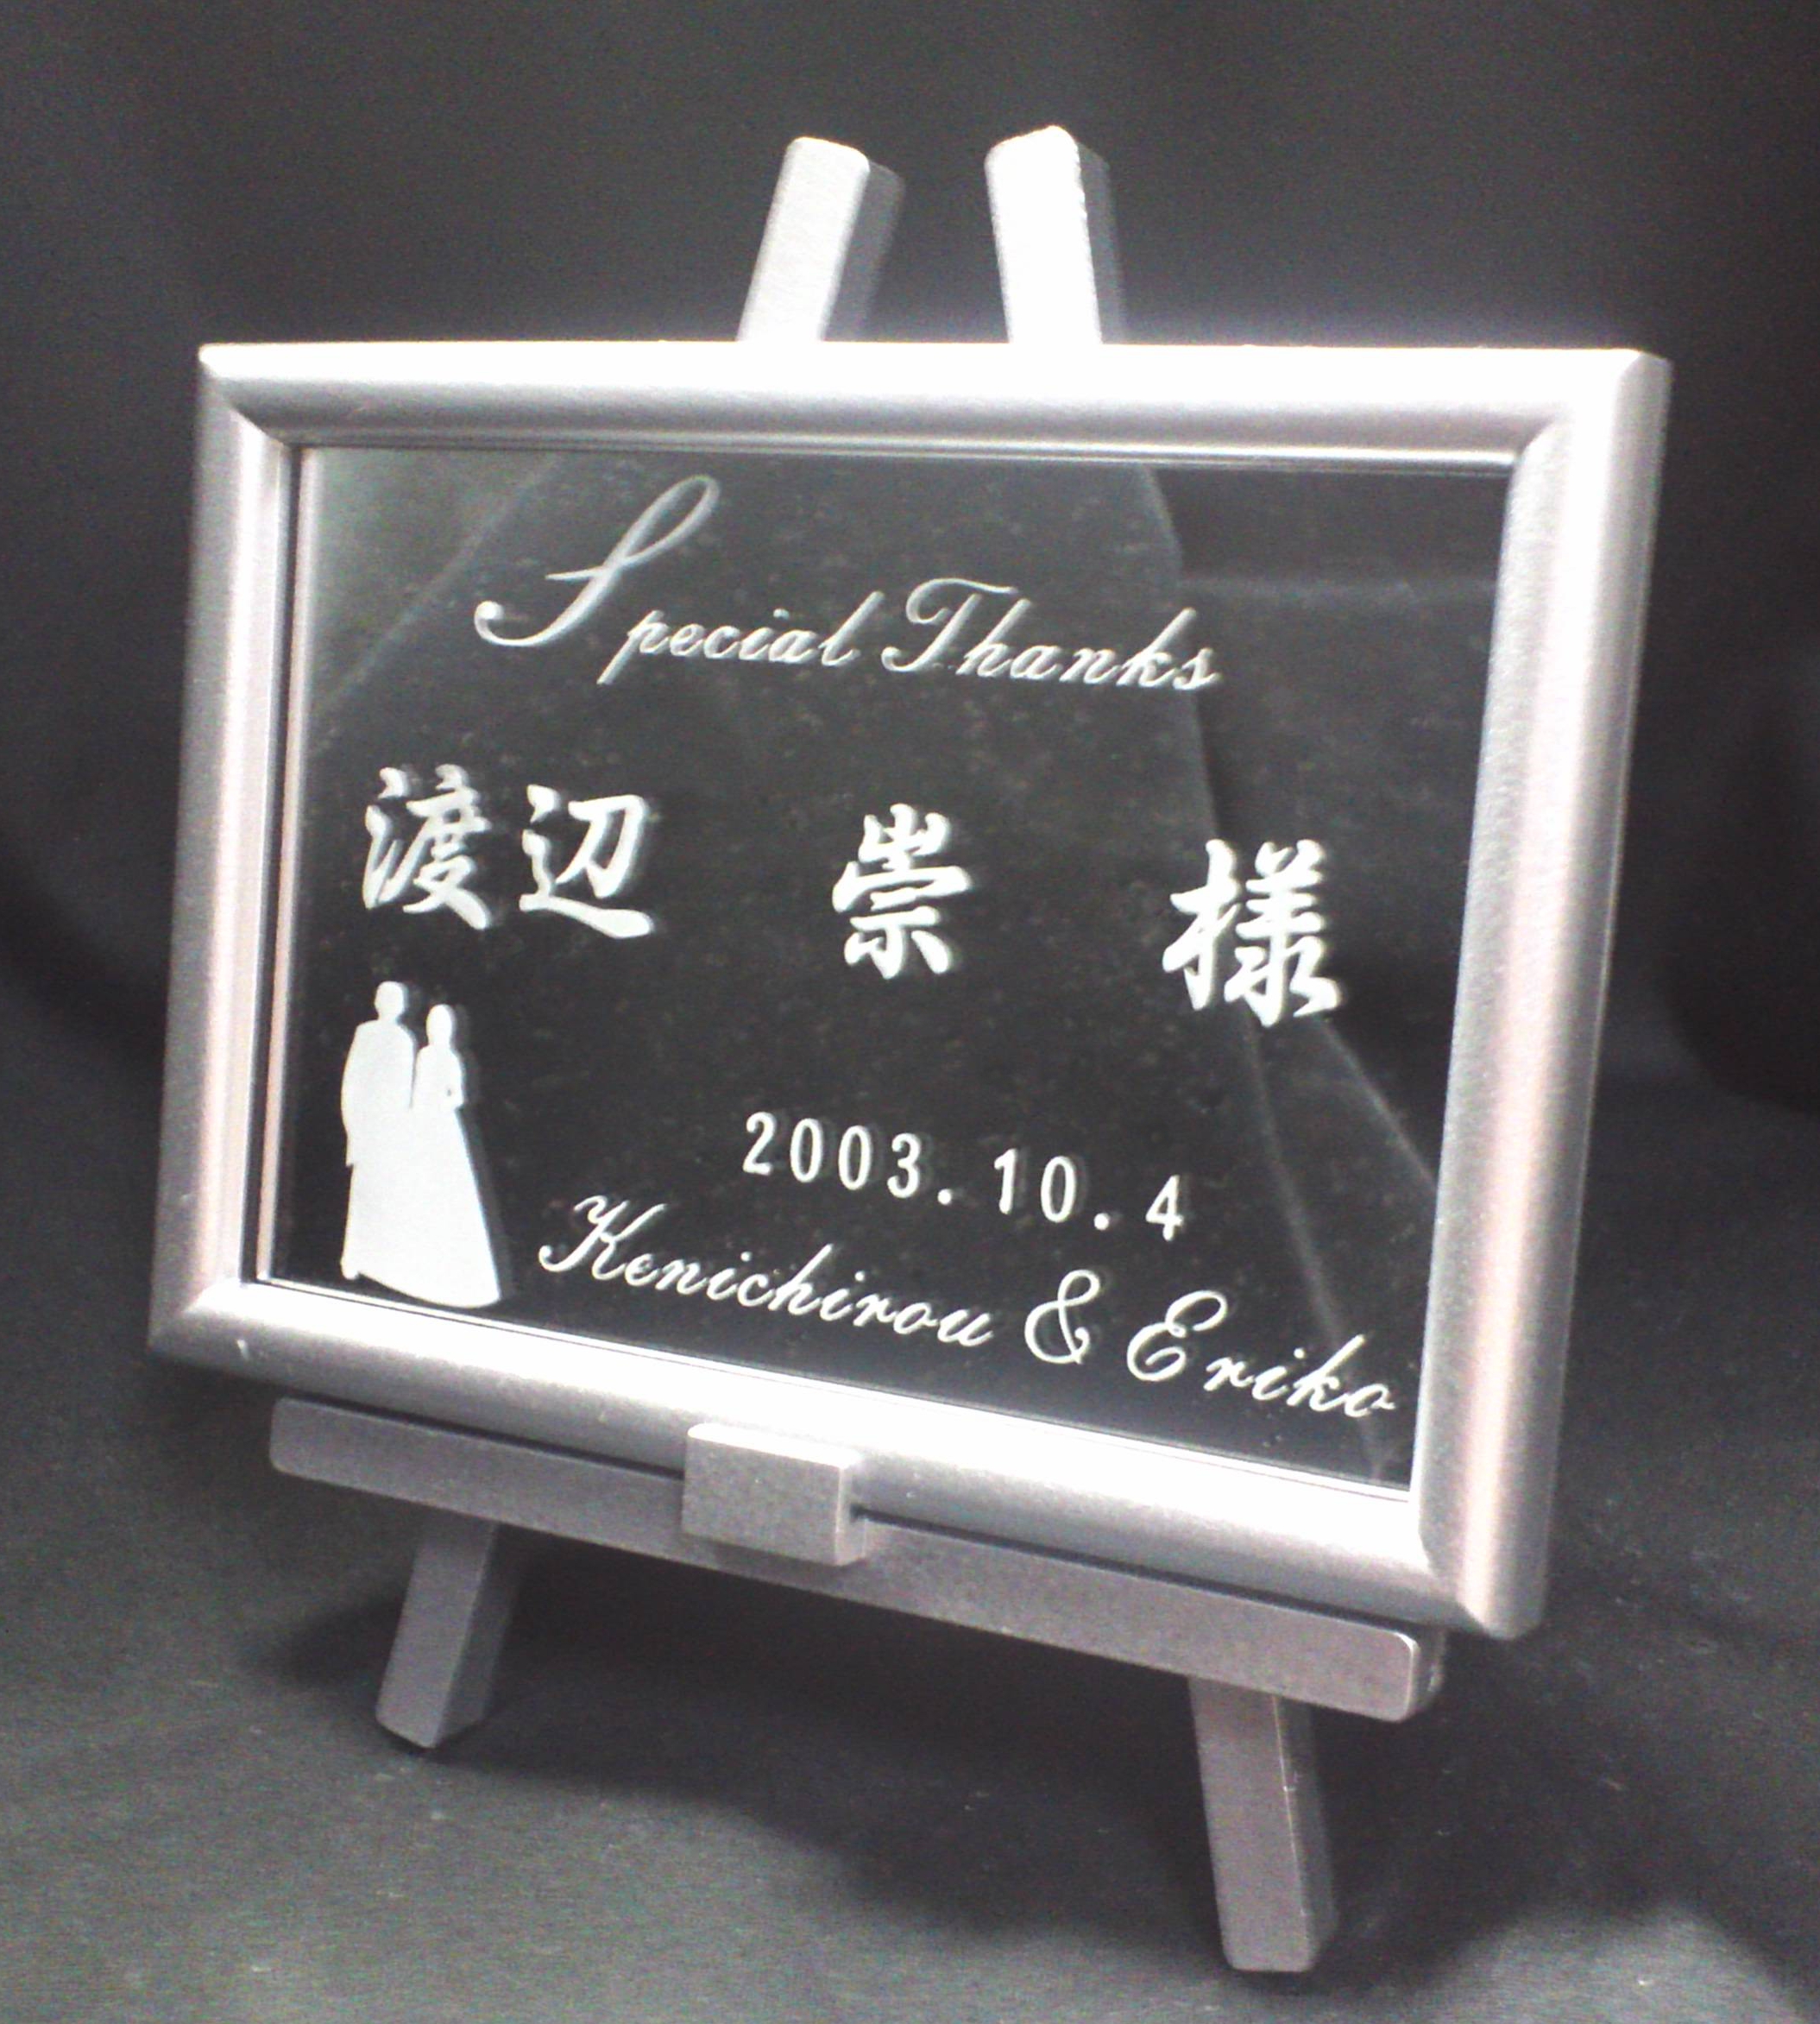 Special Thanks
渡辺 崇 様
2003.10.4
Kenichirou & Eriko